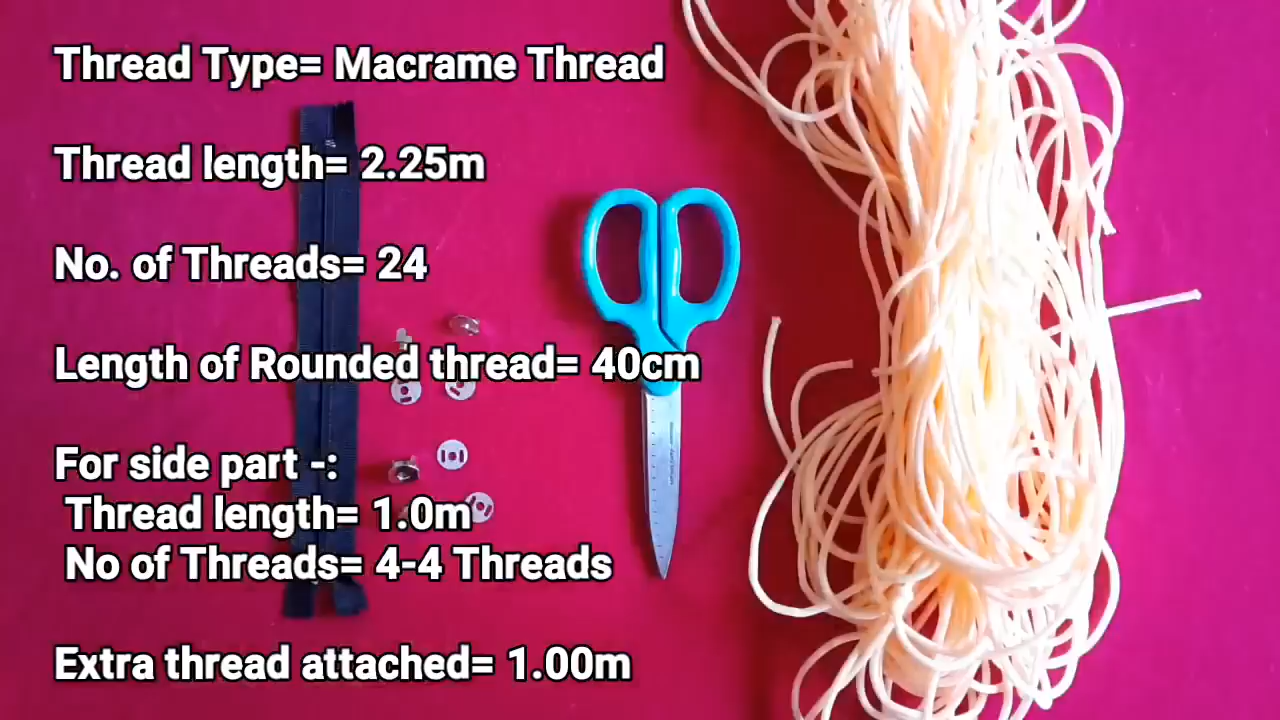 Thread Type= Macrame Thread
Thread length= 2.25m
No. of Threads= 24
Length of Rounded thread= 40cm
For side part -:
Thread length= 1.0m
No of Threads= 4-4 Threads
Extra thread attached= 1.00m